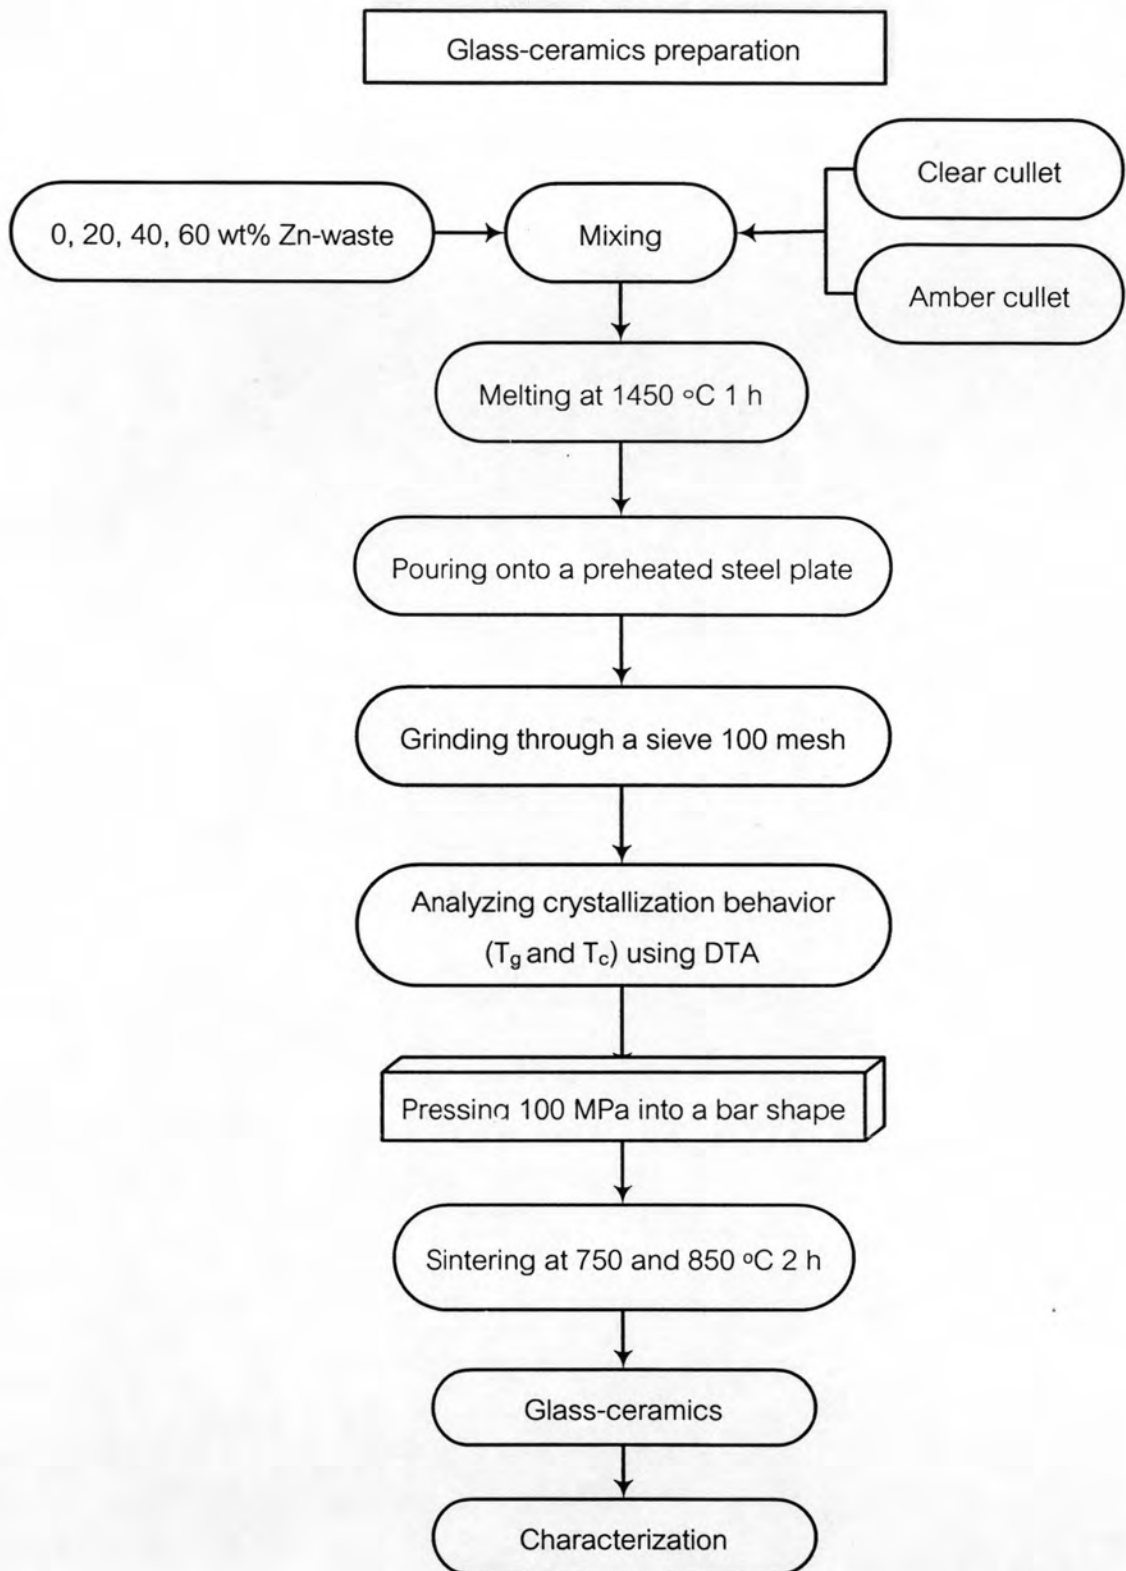 Glass-ceramics preparation
Clear cullet
0, 20, 40, 60 wt% Zn-waste
Mixing
Amber cullet
Melting at 1450 ºC 1 h
Pouring onto a preheated steel plate
Grinding through a sieve 100 mesh
Analyzing crystallization behavior
(Tg and Tc) using DTA
Pressing 100 MPa into a bar shape
Sintering at 750 and 850 ºC 2 h
Glass-ceramics
Characterization